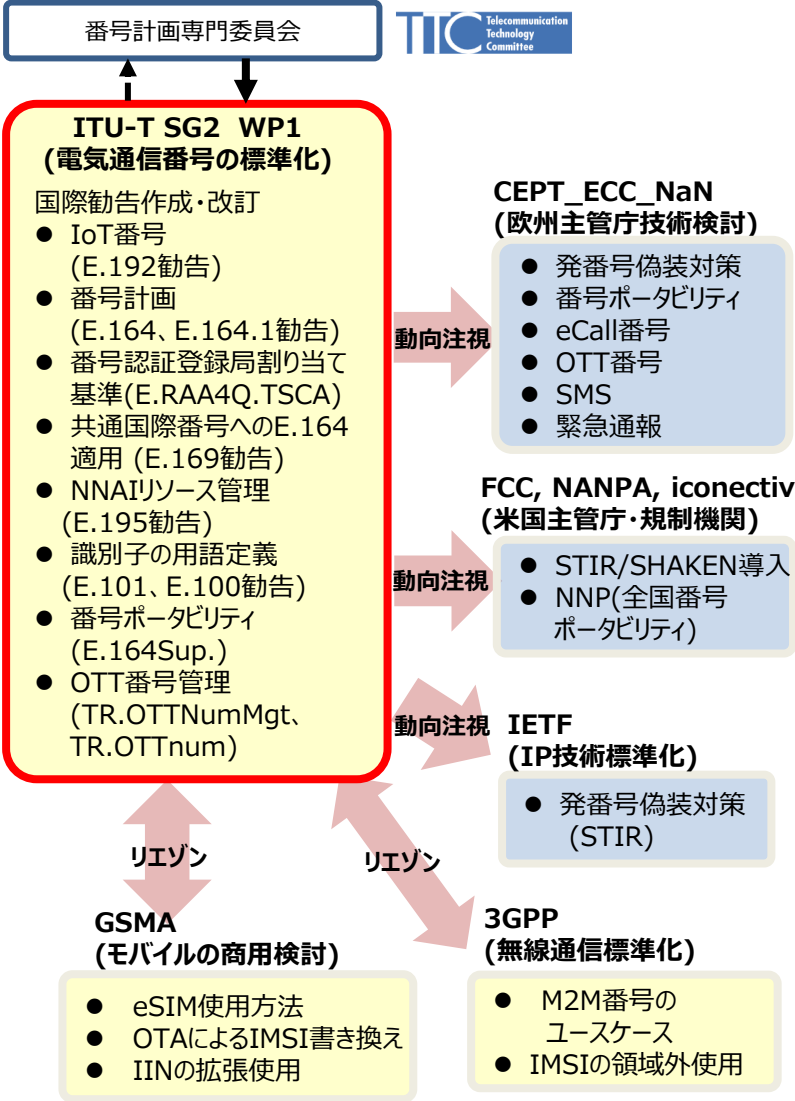 番号計画専門委員会
TTC Telecommunication
Technology
Committee
ITU-T SG2 WP1
(電気通信番号の標準化)
国際勧告作成・改訂
● IoT番号
(E.192勧告)
● 番号計画
(E.164、E.164.1勧告)
● 番号認証登録局割り当て
基準(E.RAA4Q.TSCA)
● 共通国際番号へのE.164
適用 (E.169勧告)
● NNAIリソース管理
(E.195勧告)
● 識別子の用語定義
(E.101、E.100勧告)
● 番号ポータビリティ
(E.164Sup.)
● OTT番号管理
(TR.OTTNumMgt、
TR.OTTnum)
動向注視
CEPT_ECC_NaN
(欧州主管庁技術検討)
● 発番号偽装対策
● 番号ポータビリティ
● eCall番号
● OTT番号
● SMS
● 緊急通報
動向注視
FCC, NANPA, iconectiv
(米国主管庁・規制機関)
● STIR/SHAKEN導入
● NNP(全国番号
ポータビリティ)
動向注視
IETF
(IP技術標準化)
● 発番号偽装対策
(STIR)
リエゾン
リエゾン
GSMA
(モバイルの商用検討)
● eSIM使用方法
● OTAによるIMSI書き換え
● IINの拡張使用
3GPP
(無線通信標準化)
● M2M番号の
ユースケース
● IMSIの領域外使用